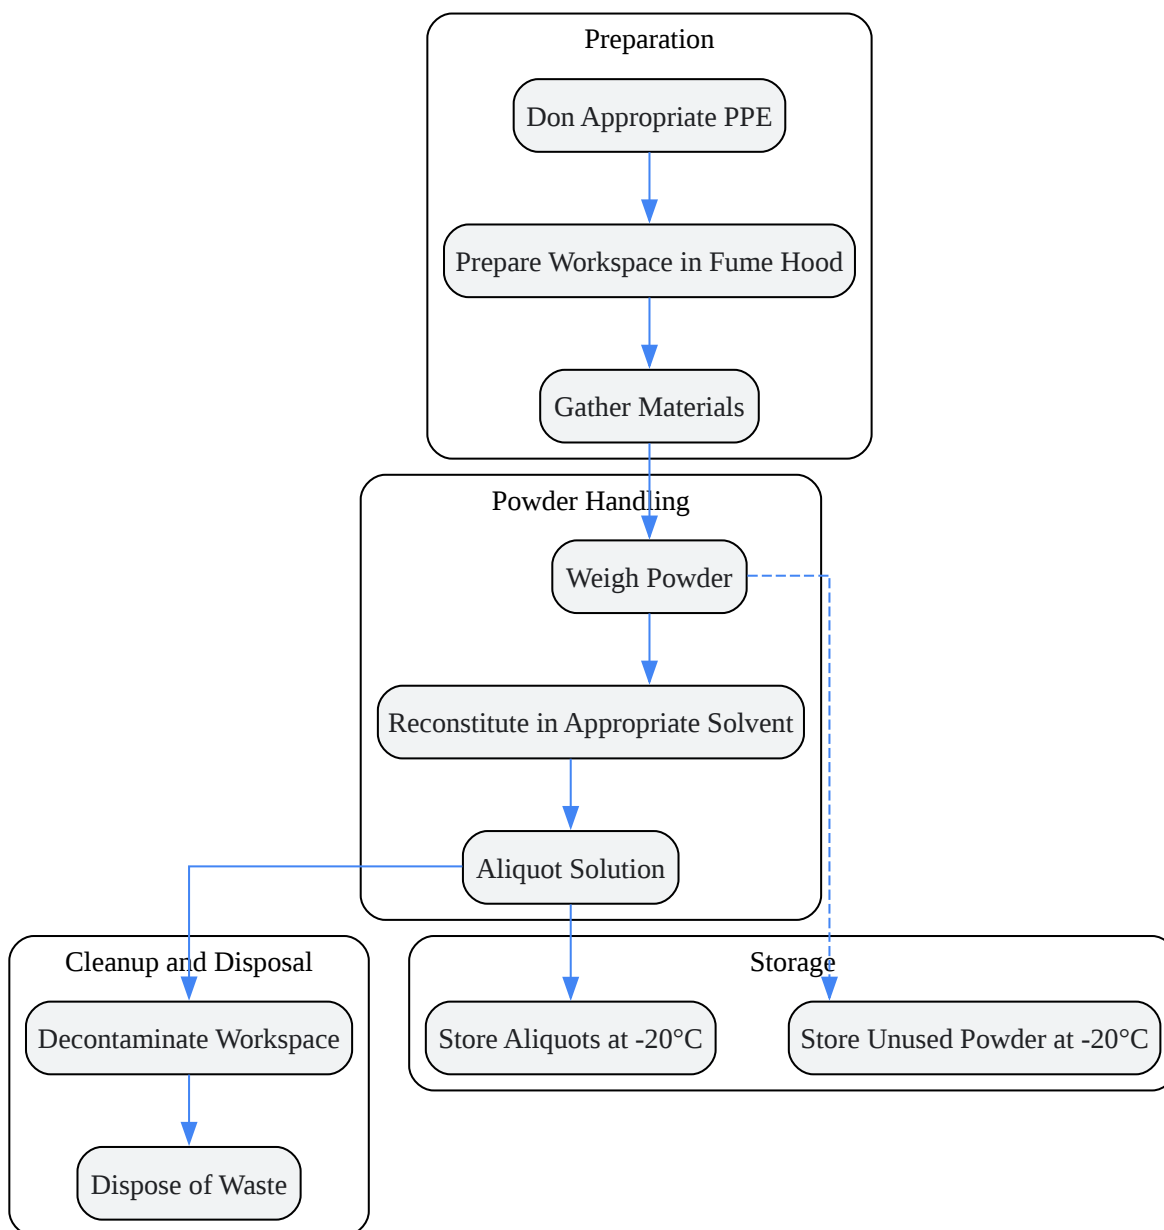 Preparation
Don Appropriate PPE
Prepare Workspace in Fume Hood
Gather Materials
Powder Handling
Weigh Powder
Reconstitute in Appropriate Solvent
Aliquot Solution
Cleanup and Disposal
Decontaminate Workspace
Dispose of Waste
Storage
Store Aliquots at -20°C
Store Unused Powder at -20°C